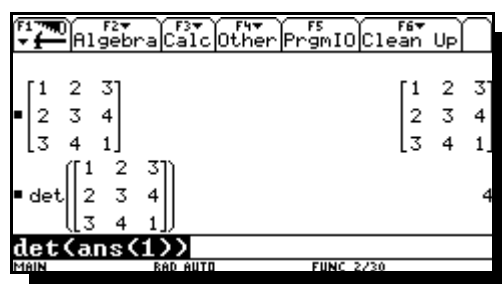 F1 F2 Algebra F3 Calc F4 Other F5 PrgmIO F6 Clean Up
[1 2 3] [1 2 3]
[2 3 4] [2 3 4]
[3 4 1] [3 4 1]
[1 2 3]
det([2 3 4]) 4
[3 4 1]
det(ans(1))
MAIN RAD AUTO FUNC 2/30